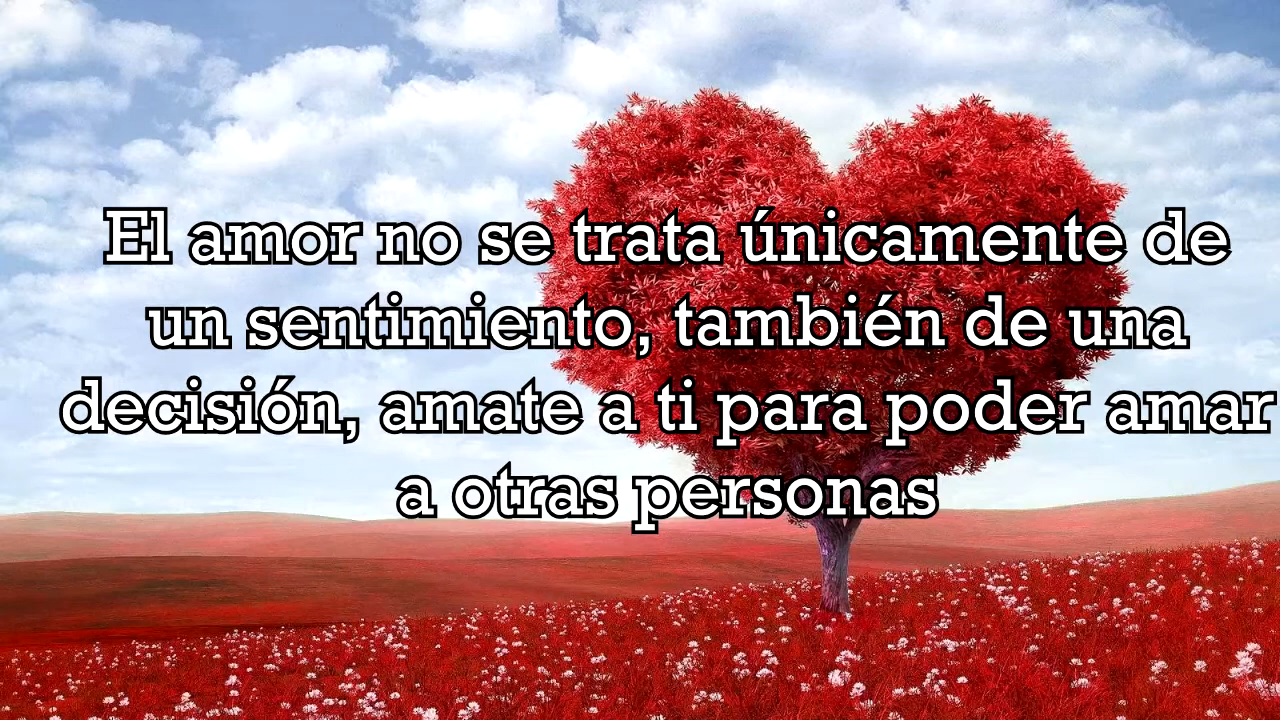 El amor no se trata únicamente de
un sentimiento, también de una
decisión, amate a ti para poder amar
a otras personas